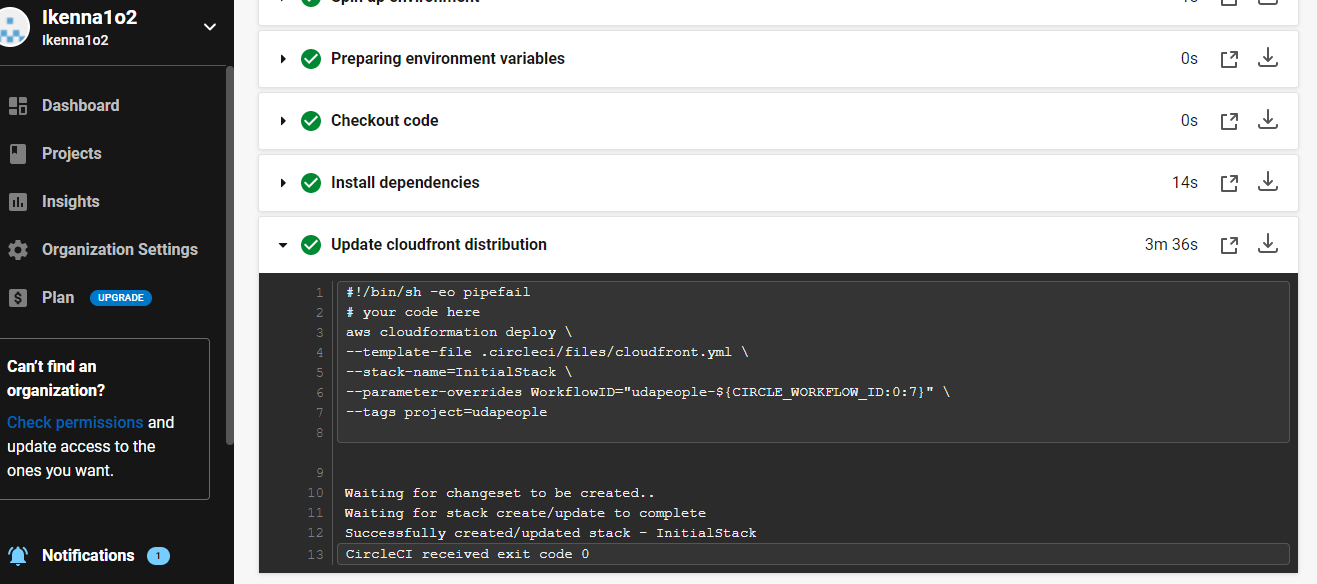 Ikenna1o2
Ikenna1o2
Dashboard
Projects
Insights
Organization Settings
Plan UPGRADE
Can't find an
organization?
Check permissions and
update access to the
ones you want.
Notifications 1
Spin up environment 1s
Preparing environment variables 0s
Checkout code 0s
Install dependencies 14s
Update cloudfront distribution 3m 36s
1 #!/bin/sh -eo pipefail
2 # your code here
3 aws cloudformation deploy \
4 --template-file .circleci/files/cloudfront.yml \
5 --stack-name=InitialStack \
6 --parameter-overrides WorkflowID="udapeople-${CIRCLE_WORKFLOW_ID:0:7}" \
7 --tags project=udapeople
8
9
10 Waiting for changeset to be created..
11 Waiting for stack create/update to complete
12 Successfully created/updated stack - InitialStack
13 CircleCI received exit code 0